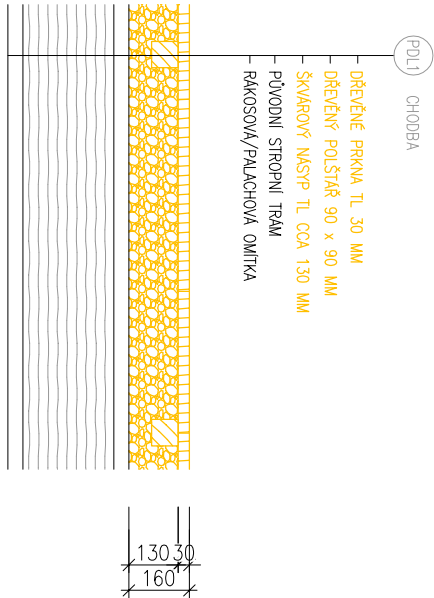 PDL1 CHODBA
DŘEVĚNÉ PRKNA TL 30 MM
DŘEVĚNÝ POLŠTÁŘ 90 x 90 MM
ŠKVÁROVÝ NÁSYP TL CCA 130 MM
PŮVODNÍ STROPNÍ TRÁM
RÁKOSOVÁ/PALACHOVÁ OMÍTKA
130 30
160